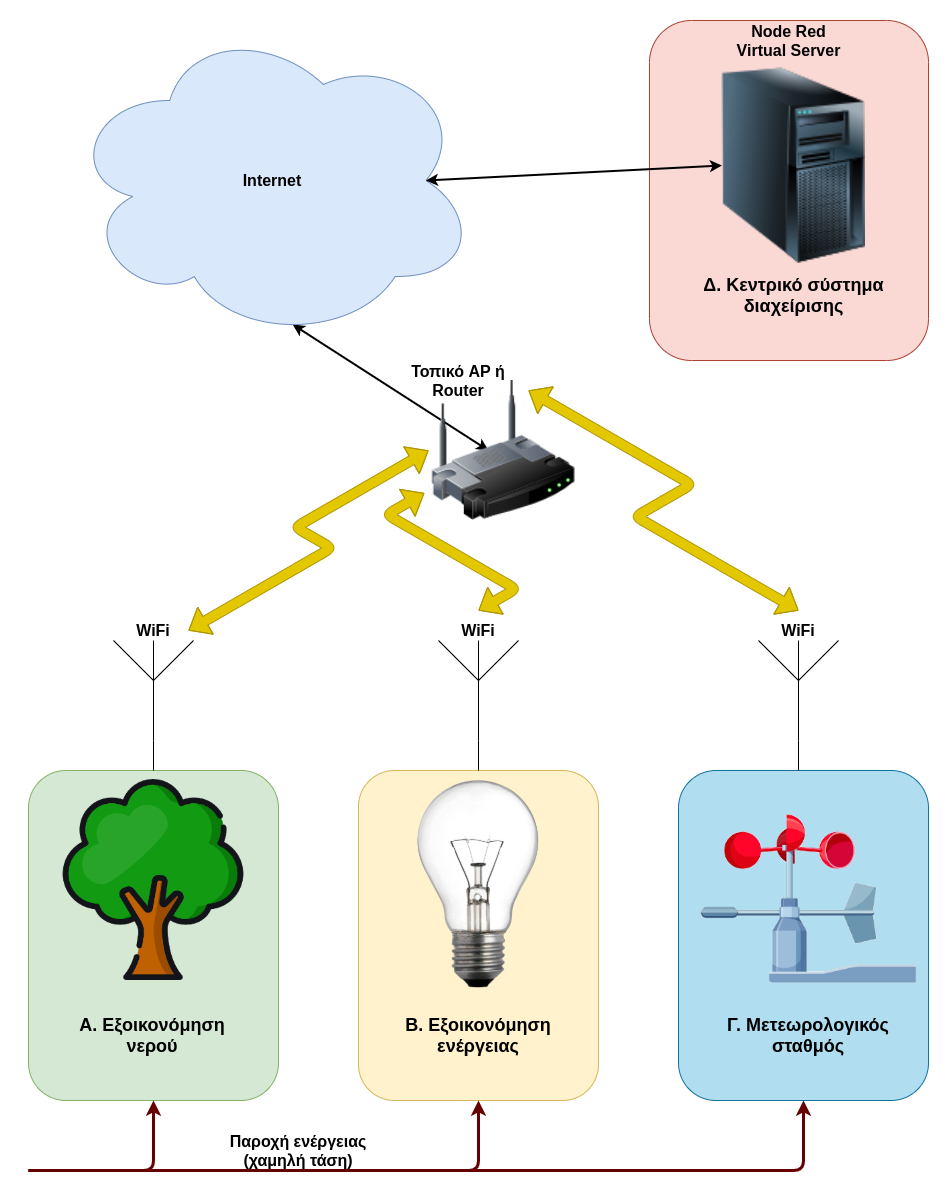 Node Red
Virtual Server
Internet
Δ. Κεντρικό σύστημα
διαχείρισης
Τοπικό AP ή
Router
WiFi
WiFi
WiFi
Α. Εξοικονόμηση
νερού
Β. Εξοικονόμηση
ενέργειας
Γ. Μετεωρολογικός
σταθμός
Παροχή ενέργειας
(χαμηλή τάση)